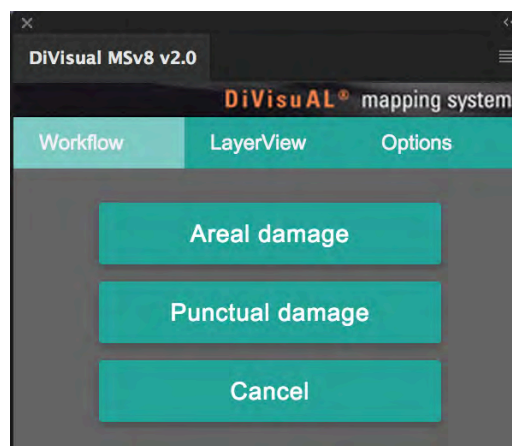 DiVisual MSv8 v2.0
DiVisuAL® mapping system
Workflow LayerView Options
Areal damage
Punctual damage
Cancel